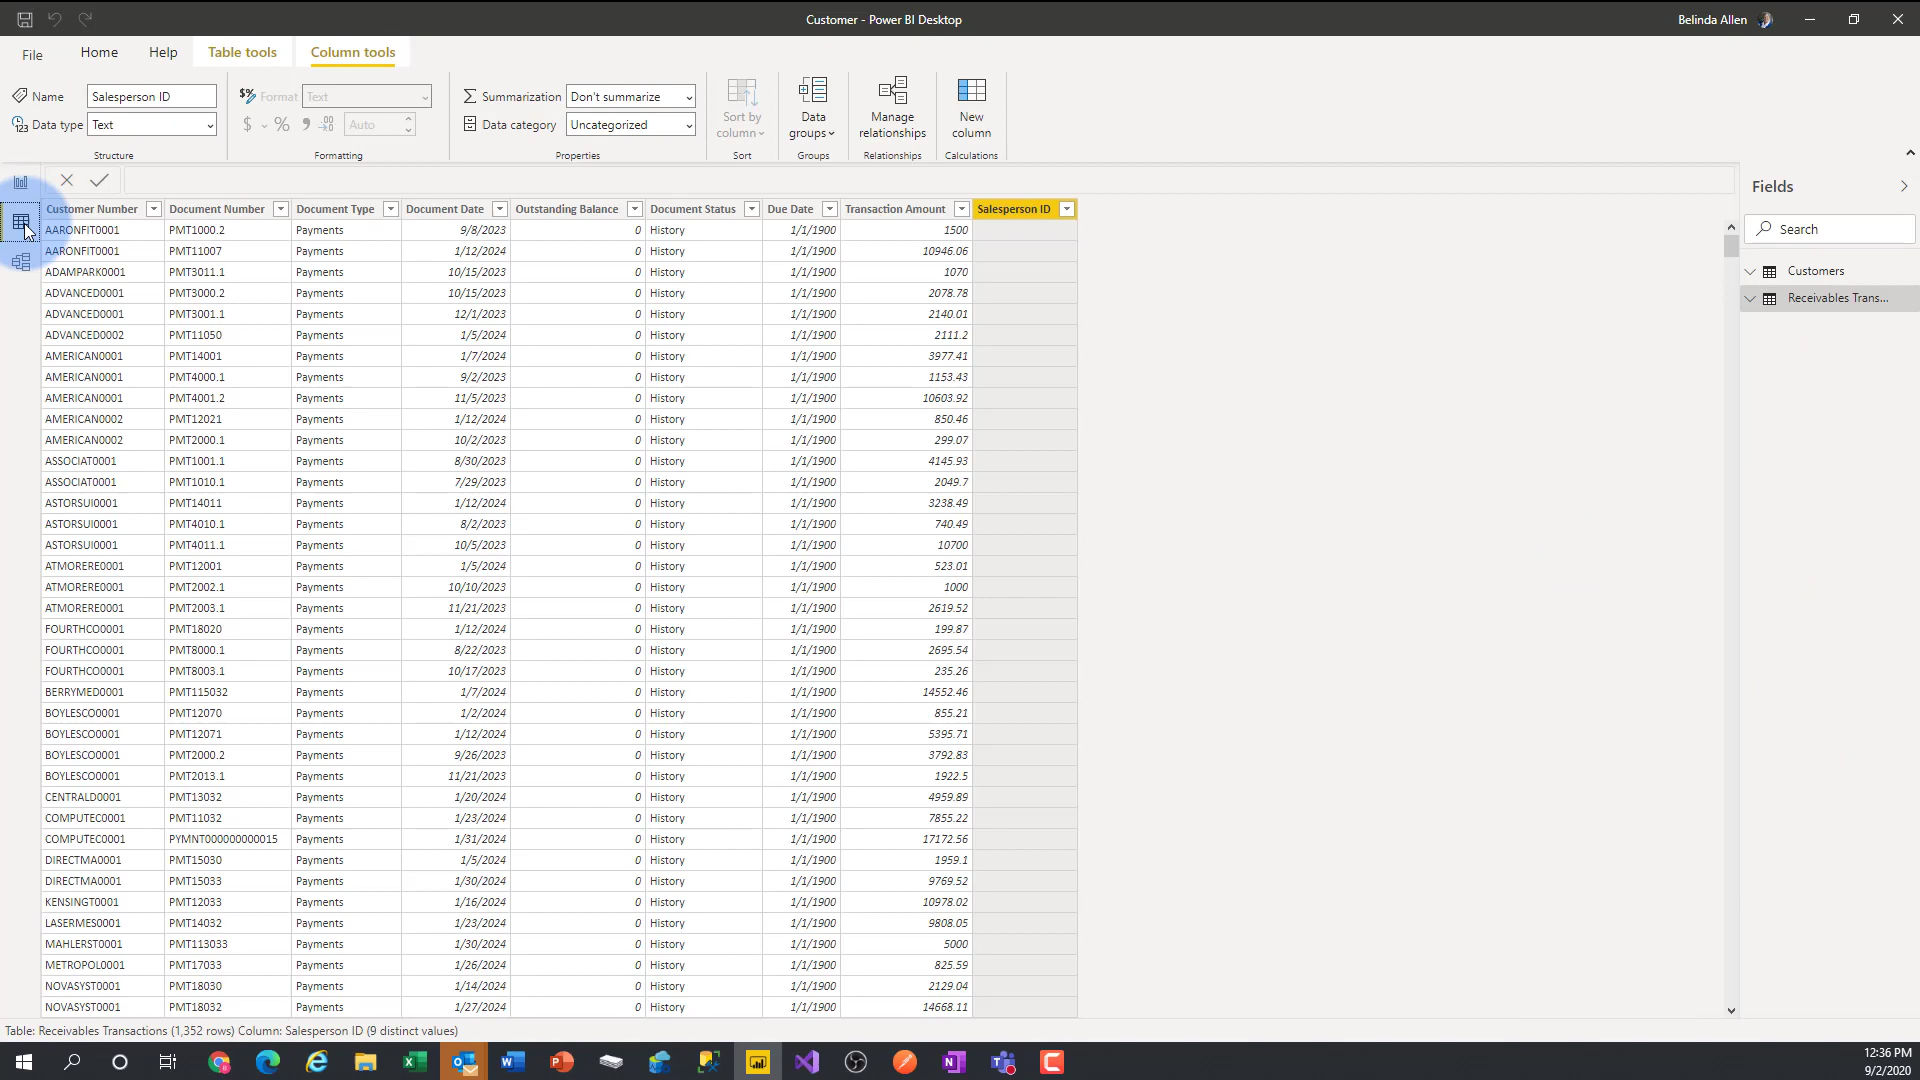 Customer - Power BI Desktop
Belinda Allen
File Home Help Table tools Column tools
Name Salesperson ID
Data type Text
Structure
Format Text
$ % Auto
Formatting
Summarization Don't summarize
Data category Uncategorized
Properties
Sort by
column
Sort
Data
groups
Groups
Manage
relationships
Relationships
New
column
Calculations
Fields
Search
Customers
Receivables Trans...
Customer Number Document Number Document Type Document Date Outstanding Balance Document Status Due Date Transaction Amount Salesperson ID
AARONFIT0001 PMT1000.2 Payments 9/8/2023 0 History 1/1/1900 1500
AARONFIT0001 PMT11007 Payments 1/12/2024 0 History 1/1/1900 10946.06
ADAMPARK0001 PMT3011.1 Payments 10/15/2023 0 History 1/1/1900 1070
ADVANCED0001 PMT3000.2 Payments 10/15/2023 0 History 1/1/1900 2078.78
ADVANCED0001 PMT3001.1 Payments 12/1/2023 0 History 1/1/1900 2140.01
ADVANCED0002 PMT11050 Payments 1/5/2024 0 History 1/1/1900 2111.2
AMERICAN0001 PMT14001 Payments 1/7/2024 0 History 1/1/1900 3977.41
AMERICAN0001 PMT4000.1 Payments 9/2/2023 0 History 1/1/1900 1153.43
AMERICAN0001 PMT4001.2 Payments 11/5/2023 0 History 1/1/1900 10603.92
AMERICAN0002 PMT12021 Payments 1/12/2024 0 History 1/1/1900 850.46
AMERICAN0002 PMT2000.1 Payments 10/2/2023 0 History 1/1/1900 299.07
ASSOCIAT0001 PMT1001.1 Payments 8/30/2023 0 History 1/1/1900 4145.93
ASSOCIAT0001 PMT1010.1 Payments 7/29/2023 0 History 1/1/1900 2049.7
ASTORSUI0001 PMT14011 Payments 1/12/2024 0 History 1/1/1900 3238.49
ASTORSUI0001 PMT4010.1 Payments 8/2/2023 0 History 1/1/1900 740.49
ASTORSUI0001 PMT4011.1 Payments 10/5/2023 0 History 1/1/1900 10700
ATMORERE0001 PMT12001 Payments 1/5/2024 0 History 1/1/1900 523.01
ATMORERE0001 PMT2002.1 Payments 10/10/2023 0 History 1/1/1900 1000
ATMORERE0001 PMT2003.1 Payments 11/21/2023 0 History 1/1/1900 2619.52
FOURTHCO0001 PMT18020 Payments 1/12/2024 0 History 1/1/1900 199.87
FOURTHCO0001 PMT8000.1 Payments 8/22/2023 0 History 1/1/1900 2695.54
FOURTHCO0001 PMT8003.1 Payments 10/17/2023 0 History 1/1/1900 235.26
BERRYMED0001 PMT115032 Payments 1/7/2024 0 History 1/1/1900 14552.46
BOYLESCO0001 PMT12070 Payments 1/2/2024 0 History 1/1/1900 855.21
BOYLESCO0001 PMT12071 Payments 1/12/2024 0 History 1/1/1900 5395.71
BOYLESCO0001 PMT2000.2 Payments 9/26/2023 0 History 1/1/1900 3792.83
BOYLESCO0001 PMT2013.1 Payments 11/21/2023 0 History 1/1/1900 1922.5
CENTRALD0001 PMT13032 Payments 1/20/2024 0 History 1/1/1900 4959.89
COMPUTEC0001 PMT11032 Payments 1/23/2024 0 History 1/1/1900 7855.22
COMPUTEC0001 PYMNT000000000015 Payments 1/31/2024 0 History 1/1/1900 17172.56
DIRECTMA0001 PMT15030 Payments 1/5/2024 0 History 1/1/1900 1959.1
DIRECTMA0001 PMT15033 Payments 1/30/2024 0 History 1/1/1900 9769.52
KENSINGT0001 PMT12033 Payments 1/16/2024 0 History 1/1/1900 10978.02
LASERMES0001 PMT14032 Payments 1/23/2024 0 History 1/1/1900 9808.05
MAHLERST0001 PMT113033 Payments 1/30/2024 0 History 1/1/1900 5000
METROPOL0001 PMT17033 Payments 1/26/2024 0 History 1/1/1900 825.59
NOVASYST0001 PMT18030 Payments 1/14/2024 0 History 1/1/1900 2129.04
NOVASYST0001 PMT18032 Payments 1/27/2024 0 History 1/1/1900 14668.11
Table: Receivables Transactions (1,352 rows) Column: Salesperson ID (9 distinct values)
12:36 PM
9/2/2020